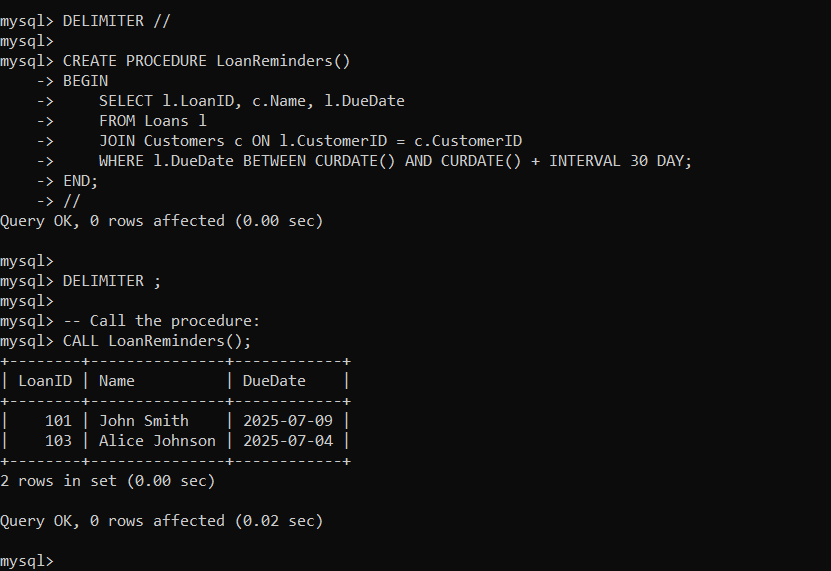 mysql> DELIMITER //
mysql>
mysql> CREATE PROCEDURE LoanReminders()
    -> BEGIN
    ->     SELECT l.LoanID, c.Name, l.DueDate
    ->     FROM Loans l
    ->     JOIN Customers c ON l.CustomerID = c.CustomerID
    ->     WHERE l.DueDate BETWEEN CURDATE() AND CURDATE() + INTERVAL 30 DAY;
    -> END;
    -> //
Query OK, 0 rows affected (0.00 sec)

mysql>
mysql> DELIMITER ;
mysql>
mysql> -- Call the procedure:
mysql> CALL LoanReminders();
+--------+---------------+------------+
| LoanID | Name          | DueDate    |
+--------+---------------+------------+
|    101 | John Smith    | 2025-07-09 |
|    103 | Alice Johnson | 2025-07-04 |
+--------+---------------+------------+
2 rows in set (0.00 sec)

Query OK, 0 rows affected (0.02 sec)

mysql>